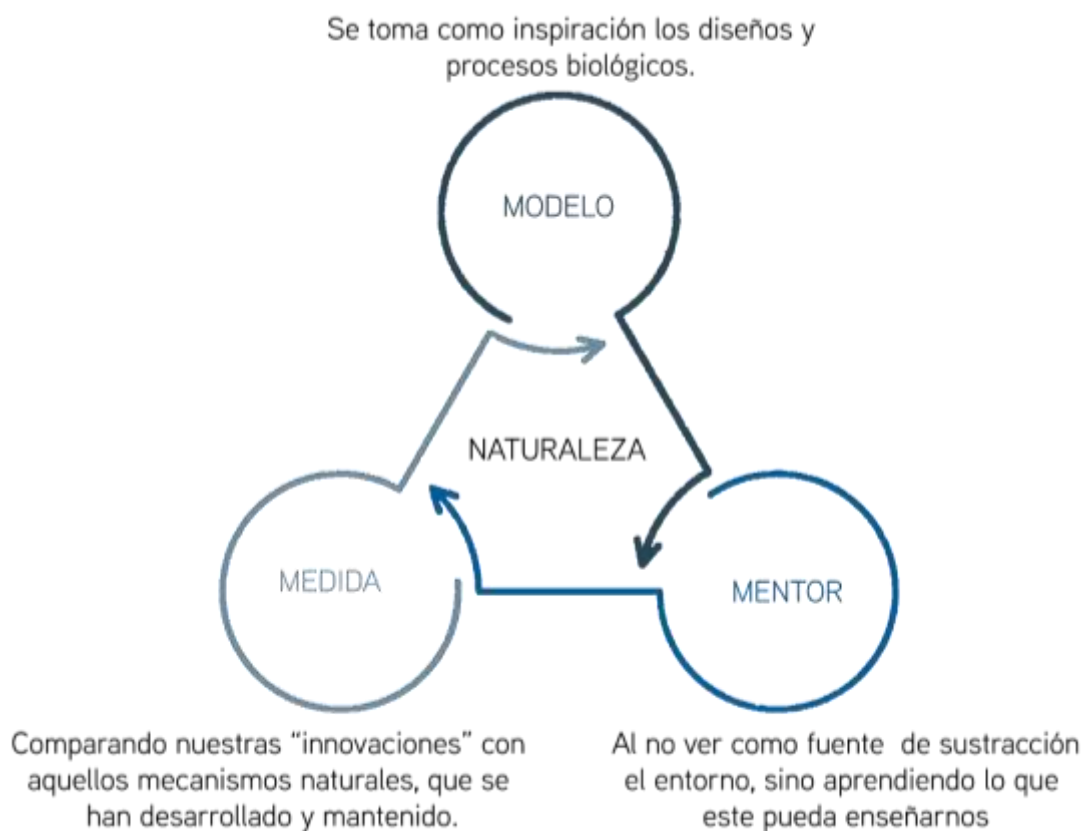 Se toma como inspiración los diseños y
procesos biológicos.
MODELO
NATURALEZA
MEDIDA
MENTOR
Comparando nuestras “innovaciones” con
aquellos mecanismos naturales, que se
han desarrollado y mantenido.
Al no ver como fuente de sustracción
el entorno, sino aprendiendo lo que
este pueda enseñarnos